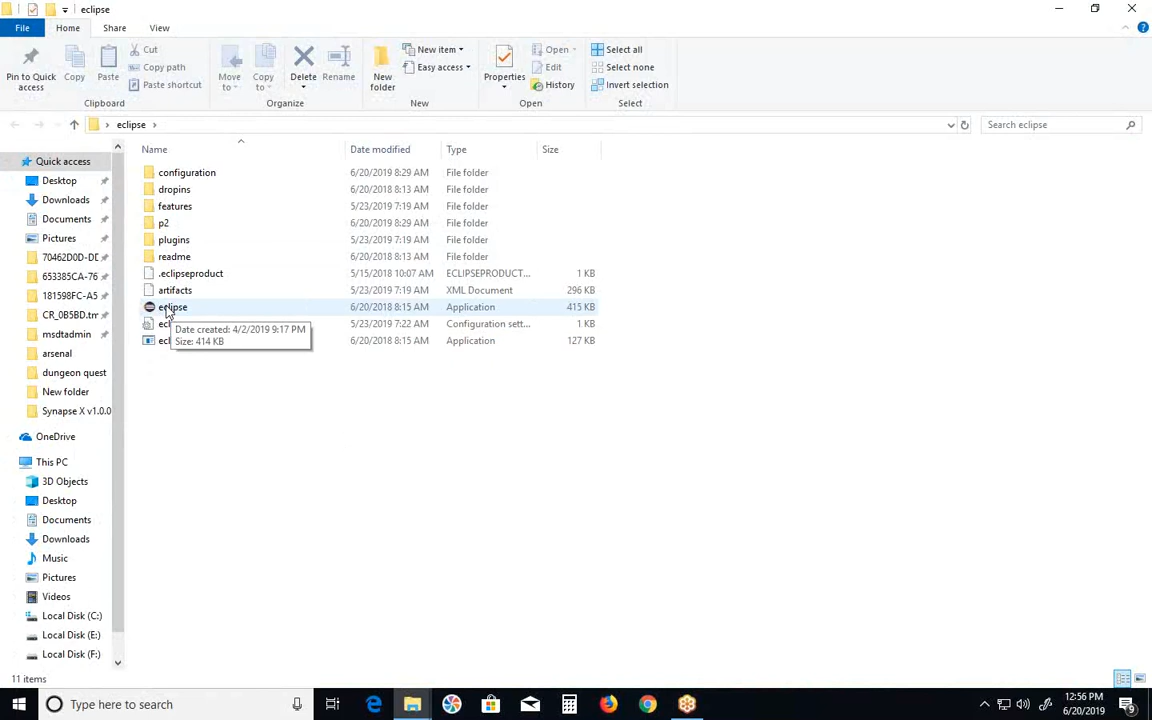 eclipse
File Home Share View
Pin to Quick access
Copy
Paste
Cut
Copy path
Paste shortcut
Clipboard
Move to
Copy to
Delete
Rename
Organize
New folder
New item
Easy access
New
Properties
Open
Edit
History
Open
Select all
Select none
Invert selection
Select
eclipse
Search eclipse
Name Date modified Type Size
configuration 6/20/2019 8:29 AM File folder
dropins 6/20/2018 8:13 AM File folder
features 5/23/2019 7:19 AM File folder
p2 6/20/2019 8:29 AM File folder
plugins 5/23/2019 7:19 AM File folder
readme 6/20/2018 8:13 AM File folder
.eclipseproduct 5/15/2018 10:07 AM ECLIPSEPRODUCT... 1 KB
artifacts 5/23/2019 7:19 AM XML Document 296 KB
eclipse 6/20/2018 8:15 AM Application 415 KB
ecl 5/23/2019 7:22 AM Configuration sett... 1 KB
ecl 6/20/2018 8:15 AM Application 127 KB
Date created: 4/2/2019 9:17 PM
Size: 414 KB
Quick access
Desktop
Downloads
Documents
Pictures
70462D0D-DE
653385CA-76
181598FC-A5
CR_0B5BD.tm
msdtadmin
arsenal
dungeon quest
New folder
Synapse X v1.0.0
OneDrive
This PC
3D Objects
Desktop
Documents
Downloads
Music
Pictures
Videos
Local Disk (C:)
Local Disk (E:)
Local Disk (F:)
11 items
Type here to search
12:56 PM
6/20/2019
9